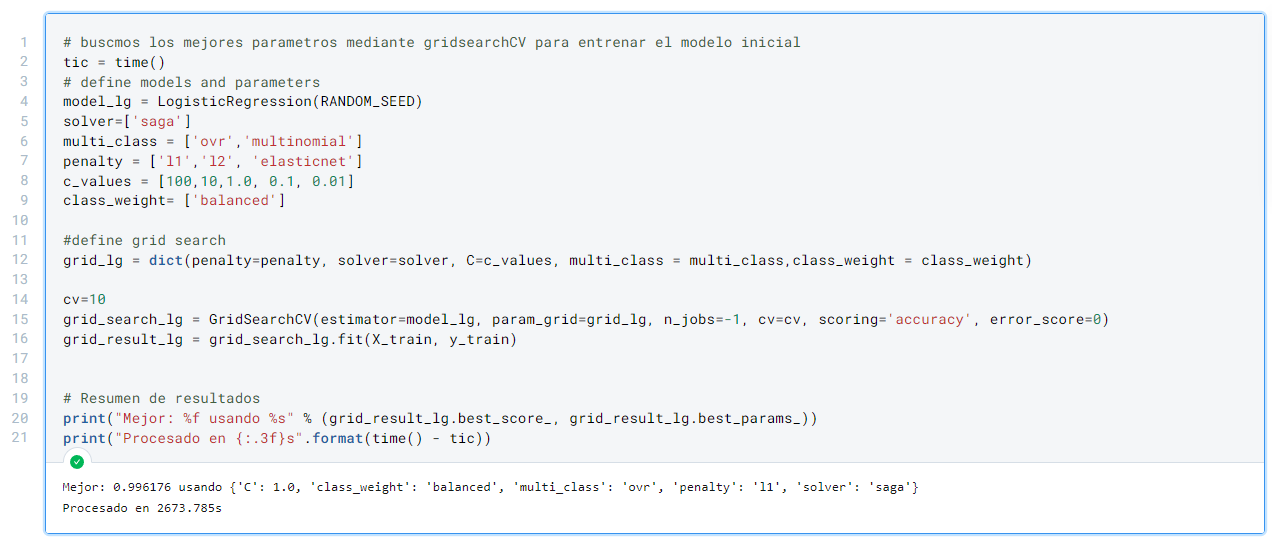 1 # buscmos los mejores parametros mediante gridsearchCV para entrenar el modelo inicial
2 tic = time()
3 # define models and parameters
4 model_lg = LogisticRegression(RANDOM_SEED)
5 solver=['saga']
6 multi_class = ['ovr','multinomial']
7 penalty = ['l1','l2', 'elasticnet']
8 c_values = [100,10,1.0, 0.1, 0.01]
9 class_weight= ['balanced']
10
11 #define grid search
12 grid_lg = dict(penalty=penalty, solver=solver, C=c_values, multi_class = multi_class,class_weight = class_weight)
13
14 cv=10
15 grid_search_lg = GridSearchCV(estimator=model_lg, param_grid=grid_lg, n_jobs=-1, cv=cv, scoring='accuracy', error_score=0)
16 grid_result_lg = grid_search_lg.fit(X_train, y_train)
17
18
19 # Resumen de resultados
20 print("Mejor: %f usando %s" % (grid_result_lg.best_score_, grid_result_lg.best_params_))
21 print("Procesado en {:.3f}s".format(time() - tic))
Mejor: 0.996176 usando {'C': 1.0, 'class_weight': 'balanced', 'multi_class': 'ovr', 'penalty': 'l1', 'solver': 'saga'}
Procesado en 2673.785s